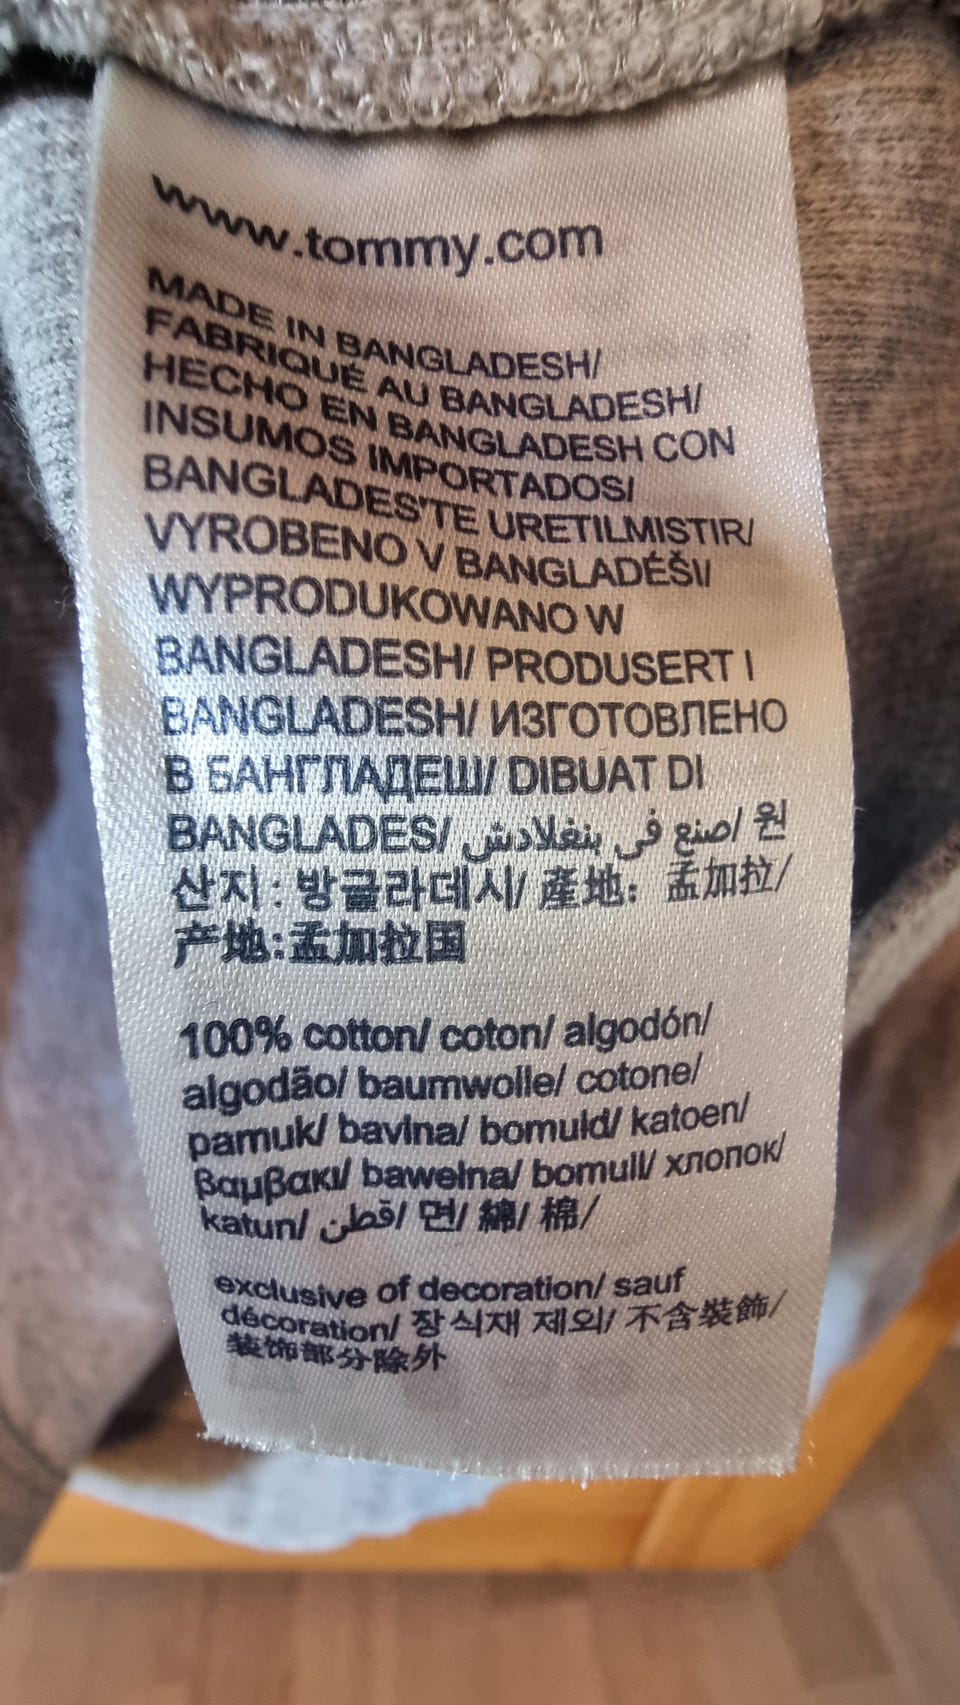 www.tommy.com
MADE IN BANGLADESH/
FABRIQUÉ AU BANGLADESH/
HECHO EN BANGLADESH CON
INSUMOS IMPORTADOS/
BANGLADES'TE URETILMISTIR/
VYROBENO V BANGLADÉŠI/
WYPRODUKOWANO W
BANGLADESH/ PRODUSERT I
BANGLADESH/ ИЗГОТОВЛЕНО
В БАНГЛАДЕШ/ DIBUAT DI
BANGLADES/ صنع في بنغلادش/ 원
산지: 방글라데시/ 產地: 孟加拉/
产地:孟加拉国
100% cotton/ coton/ algodón/
algodão/ baumwolle/ cotone/
pamuk/ bavlna/ bomuld/ katoen/
βαμβακι/ bawełna/ bomull/ хлопок/
katun/ قطن/ 면/ 綿/ 棉/
exclusive of decoration/ sauf
décoration/ 장식재 제외/ 不含裝飾/
装饰部分除外